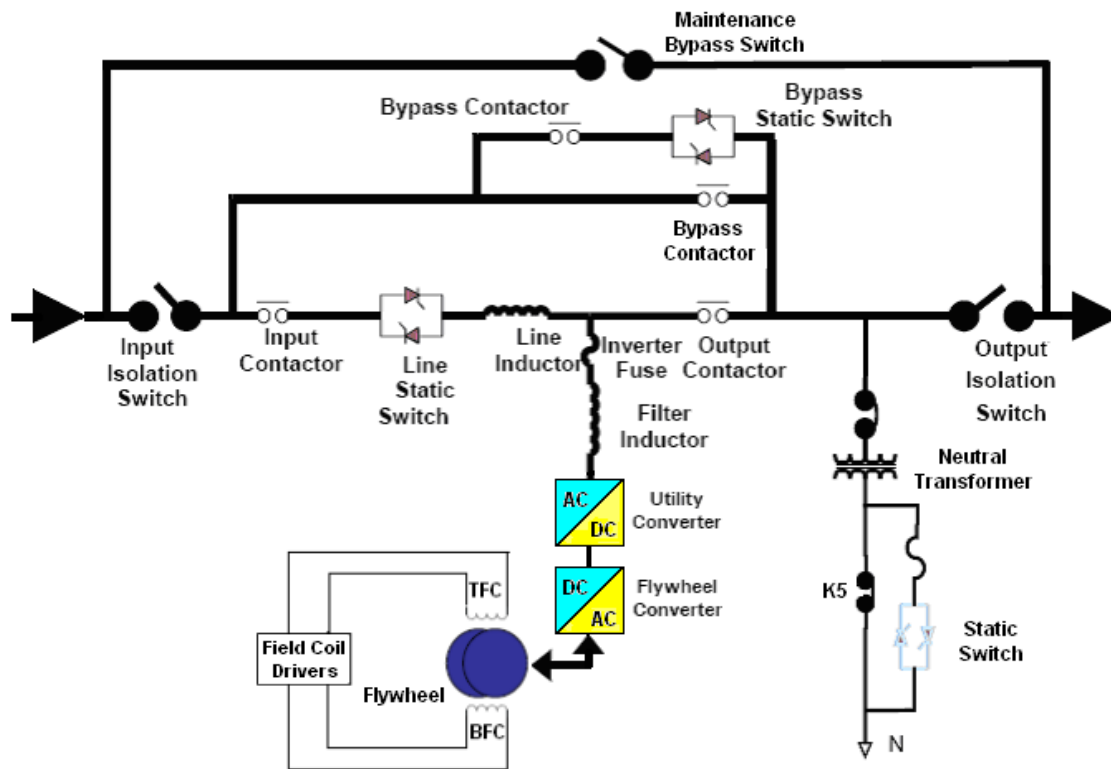 Maintenance
Bypass Switch
Bypass Contactor
Bypass
Static Switch
Bypass
Contactor
Input
Isolation
Switch
Input
Contactor
Line
Static
Switch
Line
Inductor
Inverter
Fuse
Output
Contactor
Output
Isolation
Switch
Filter
Inductor
Neutral
Transformer
AC
DC
Utility
Converter
DC
AC
Flywheel
Converter
TFC
Field Coil
Drivers
Flywheel
BFC
K5
Static
Switch
N